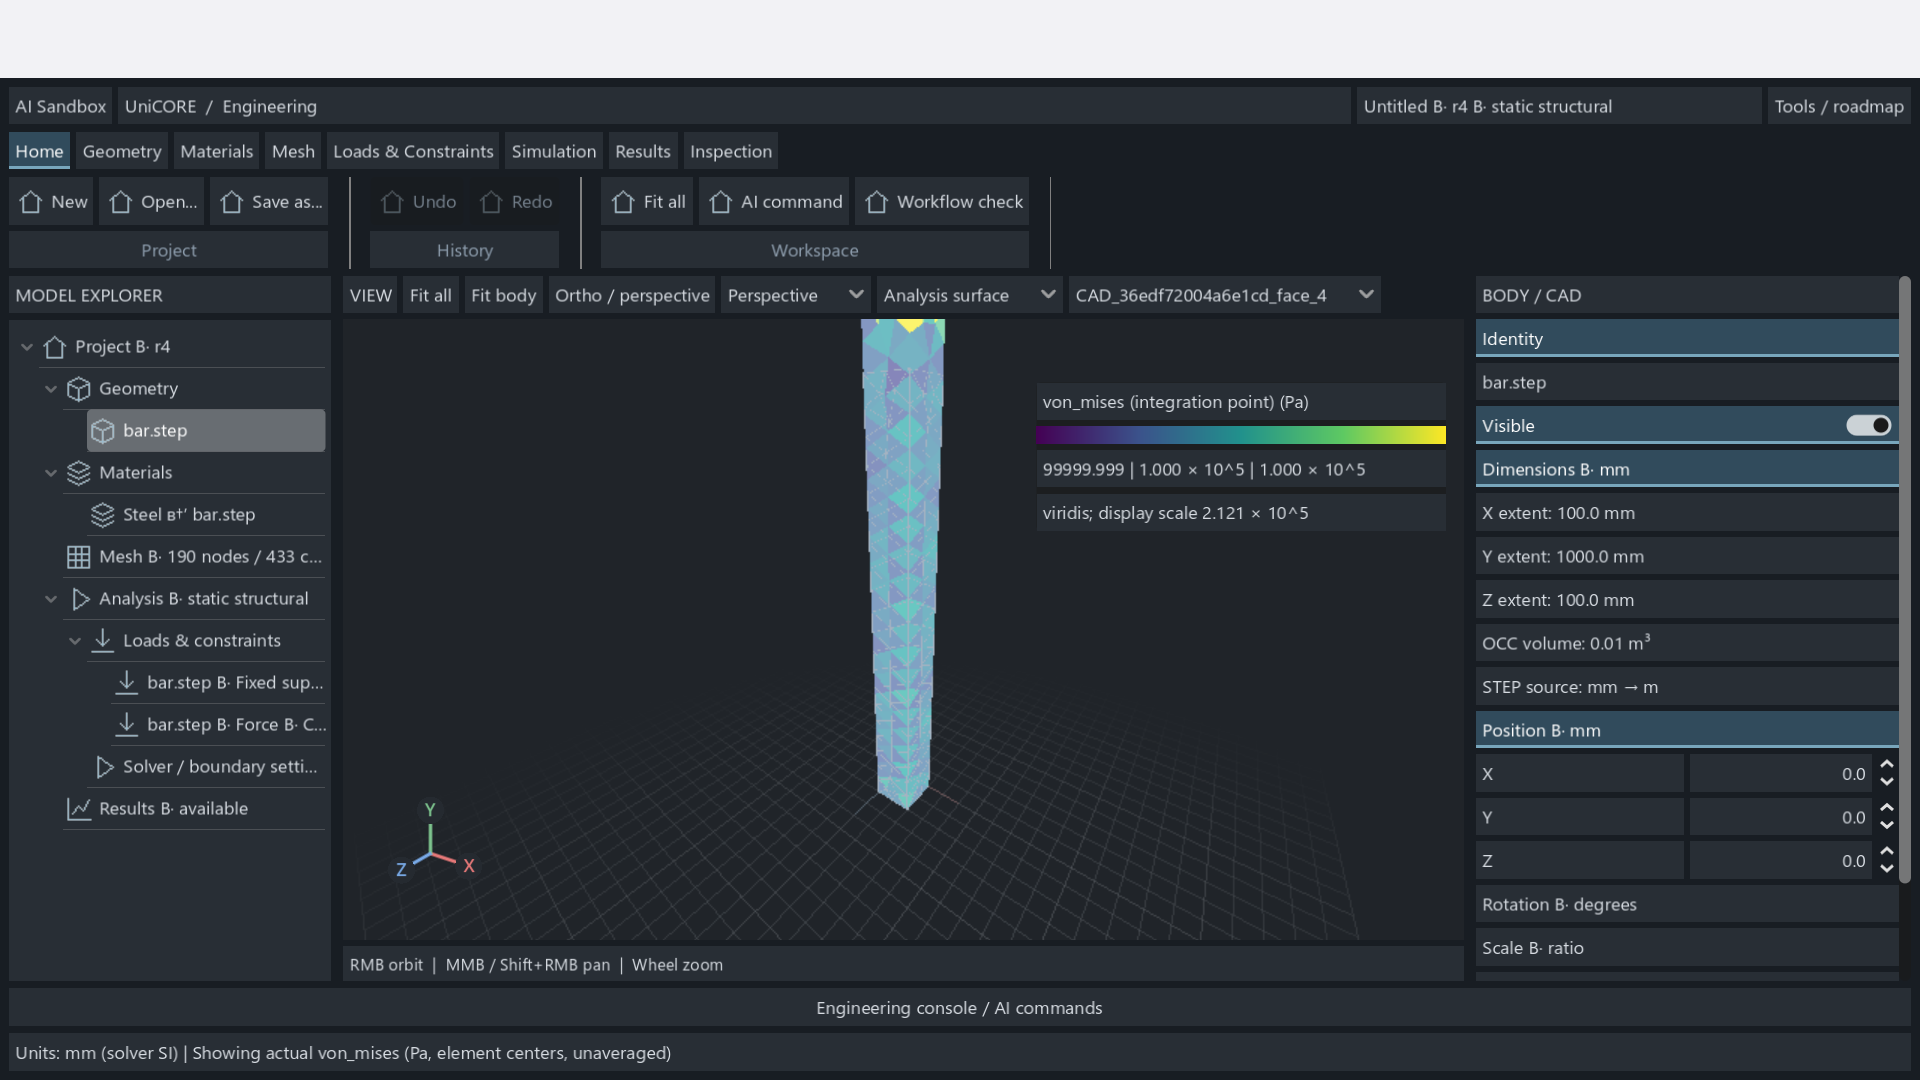 AI Sandbox
UniCORE / Engineering
Untitled В· r4 В· static structural
Tools / roadmap
Home
Geometry
Materials
Mesh
Loads & Constraints
Simulation
Results
Inspection
New
Open...
Save as...
Undo
Redo
Fit all
AI command
Workflow check
Project
History
Workspace
MODEL EXPLORER
Project В· r4
Geometry
bar.step
Materials
Steel в†’ bar.step
Mesh В· 190 nodes / 433 c...
Analysis В· static structural
Loads & constraints
bar.step В· Fixed sup...
bar.step В· Force В· C...
Solver / boundary setti...
Results В· available
VIEW
Fit all
Fit body
Ortho / perspective
Perspective
Analysis surface
CAD_36edf72004a6e1cd_face_4
von_mises (integration point) (Pa)
99999.999 | 1.000 × 10^5 | 1.000 × 10^5
viridis; display scale 2.121 × 10^5
Y
Z
X
RMB orbit | MMB / Shift+RMB pan | Wheel zoom
BODY / CAD
Identity
bar.step
Visible
Dimensions В· mm
X extent: 100.0 mm
Y extent: 1000.0 mm
Z extent: 100.0 mm
OCC volume: 0.01 m³
STEP source: mm → m
Position В· mm
X 0.0
Y 0.0
Z 0.0
Rotation В· degrees
Scale В· ratio
Engineering console / AI commands
Units: mm (solver SI) | Showing actual von_mises (Pa, element centers, unaveraged)